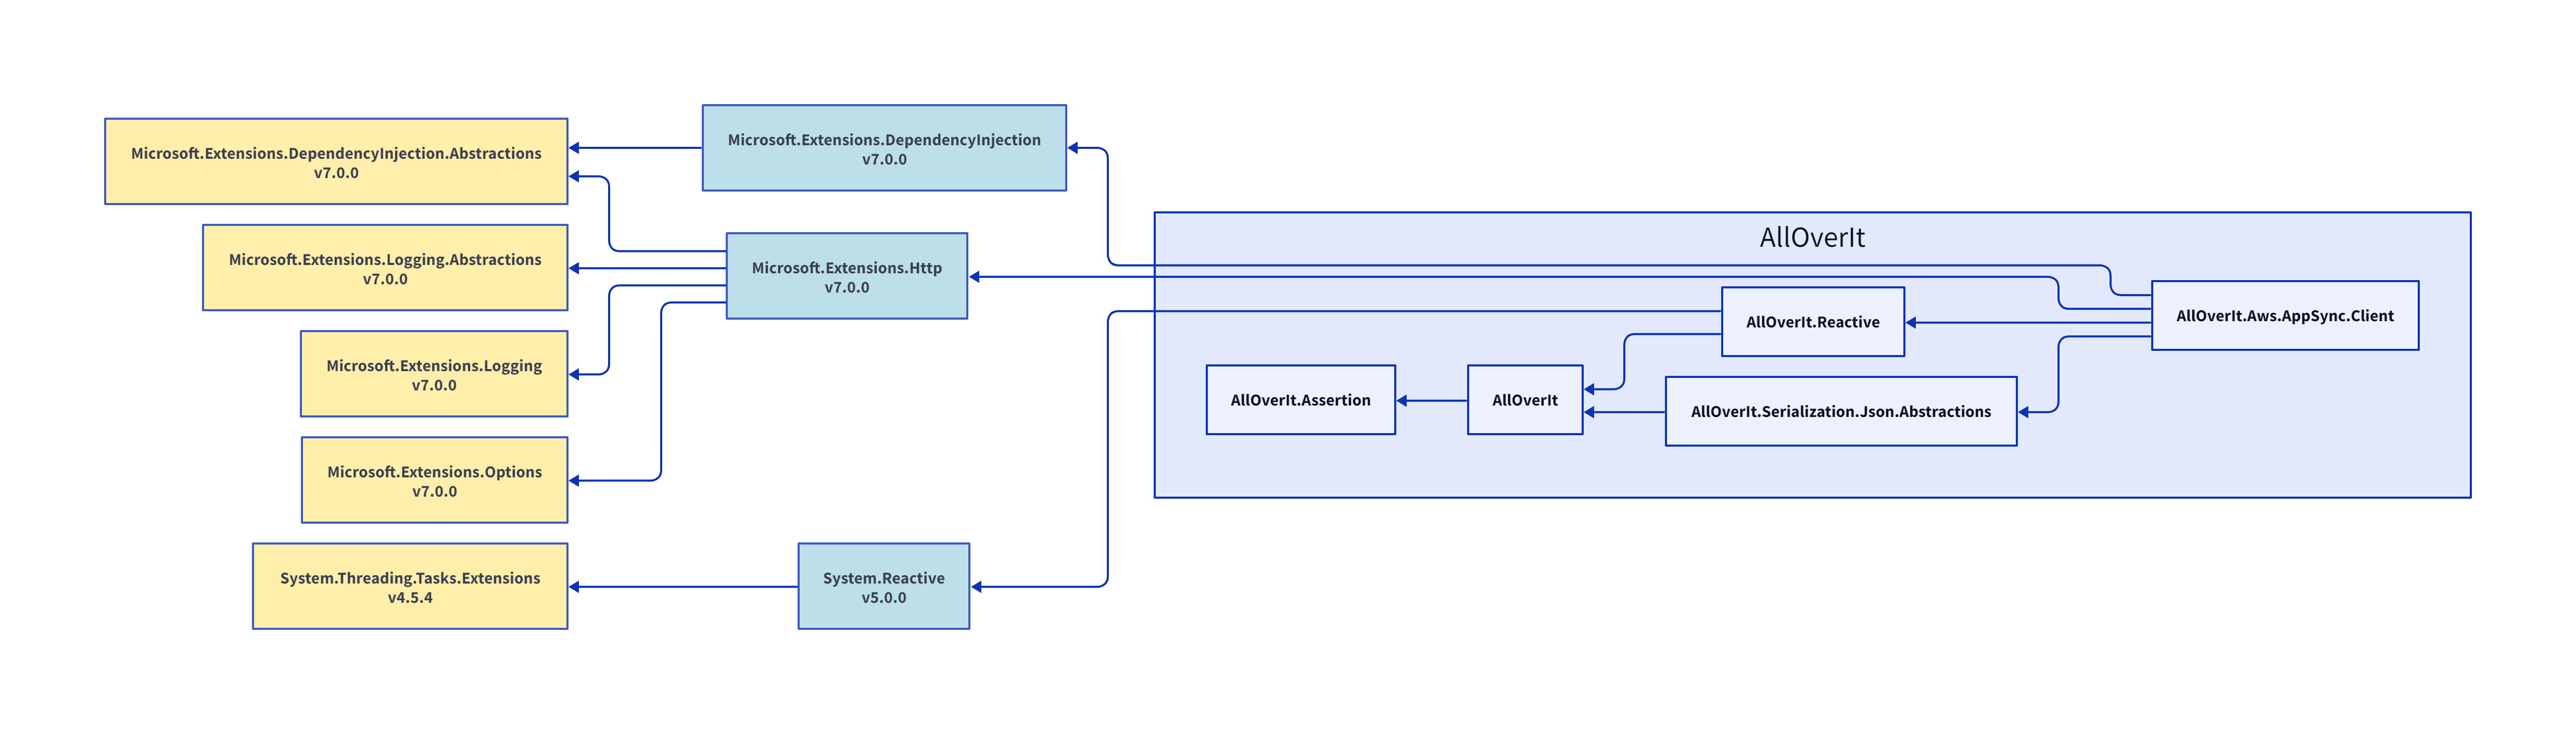 Microsoft.Extensions.DependencyInjection.Abstractions
v7.0.0
Microsoft.Extensions.Logging.Abstractions
v7.0.0
Microsoft.Extensions.Logging
v7.0.0
Microsoft.Extensions.Options
v7.0.0
System.Threading.Tasks.Extensions
v4.5.4
Microsoft.Extensions.DependencyInjection
v7.0.0
Microsoft.Extensions.Http
v7.0.0
System.Reactive
v5.0.0
AllOverIt
AllOverIt.Assertion
AllOverIt
AllOverIt.Reactive
AllOverIt.Serialization.Json.Abstractions
AllOverIt.Aws.AppSync.Client